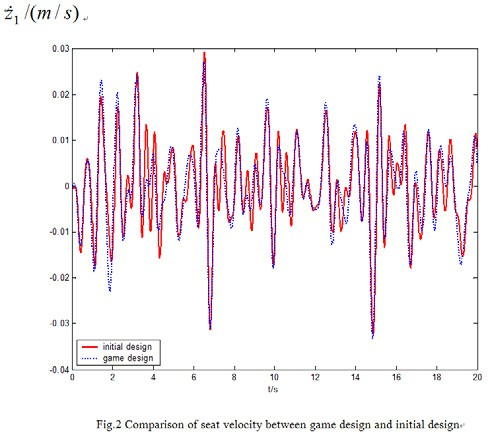 ż₁ /(m / s)
0.03
0.02
0.01
0
-0.01
-0.02
-0.03
-0.04
initial design
game design
0 2 4 6 8 10 12 14 16 18 20
t/s
Fig.2 Comparison of seat velocity between game design and initial design